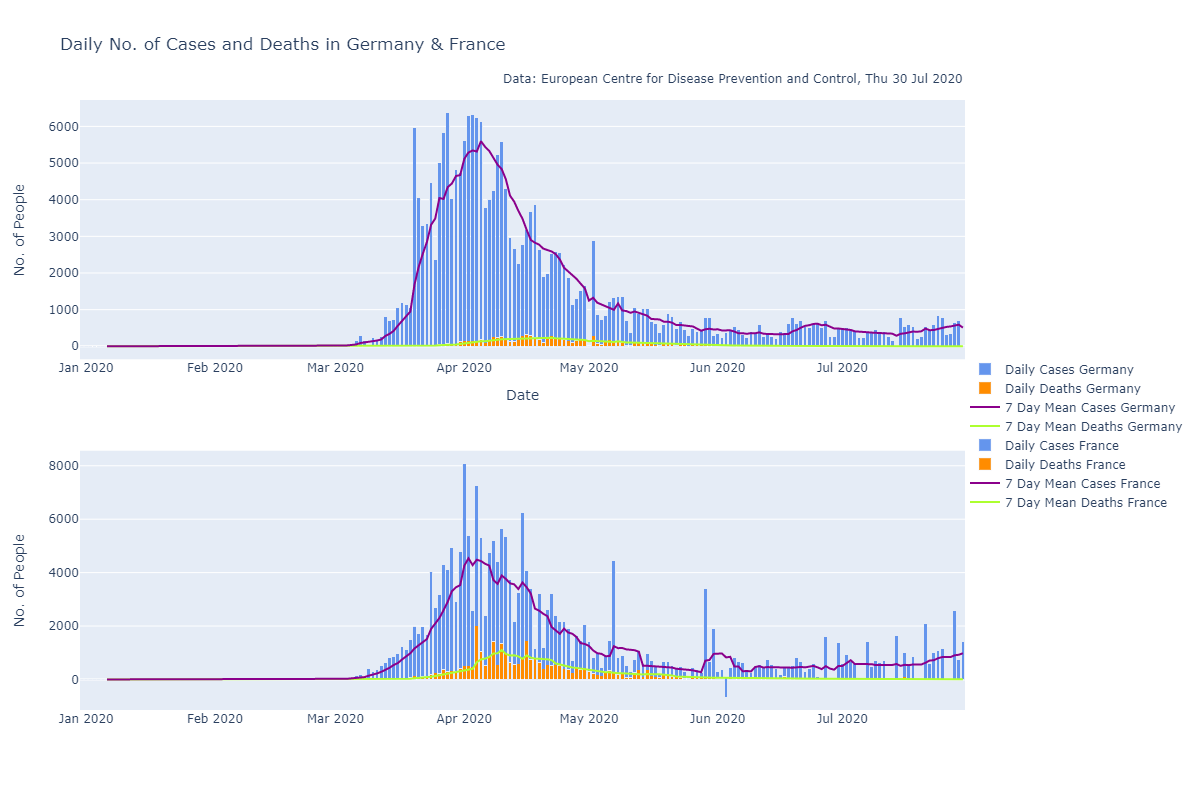 Daily No. of Cases and Deaths in Germany & France
Data: European Centre for Disease Prevention and Control, Thu 30 Jul 2020
No. of People
6000
5000
4000
3000
2000
1000
0
Jan 2020 Feb 2020 Mar 2020 Apr 2020 May 2020 Jun 2020 Jul 2020
Date
Daily Cases Germany
Daily Deaths Germany
7 Day Mean Cases Germany
7 Day Mean Deaths Germany
Daily Cases France
Daily Deaths France
7 Day Mean Cases France
7 Day Mean Deaths France
No. of People
8000
6000
4000
2000
0
Jan 2020 Feb 2020 Mar 2020 Apr 2020 May 2020 Jun 2020 Jul 2020